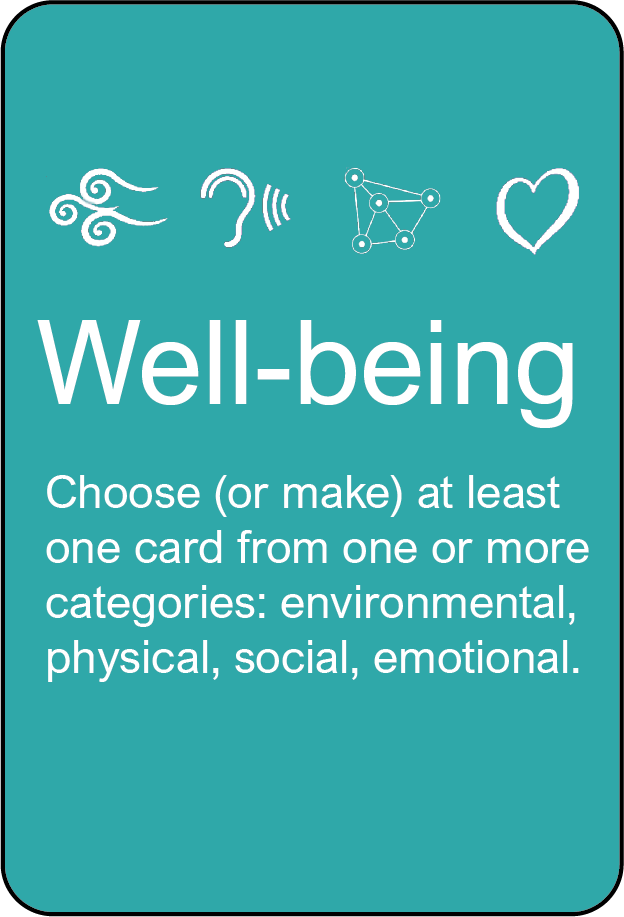 Well-being
Choose (or make) at least
one card from one or more
categories: environmental,
physical, social, emotional.